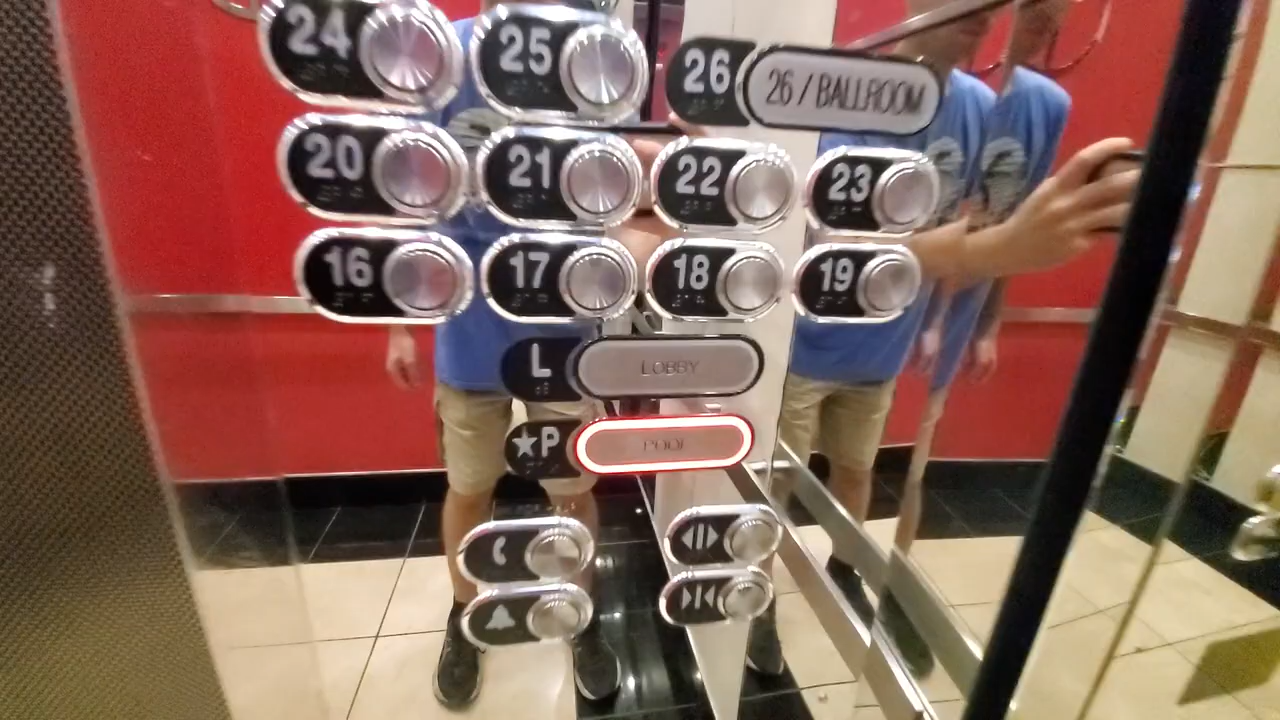 24 25 26 26 / BALLROOM
20 21 22 23
16 17 18 19
L LOBBY
★P POOL